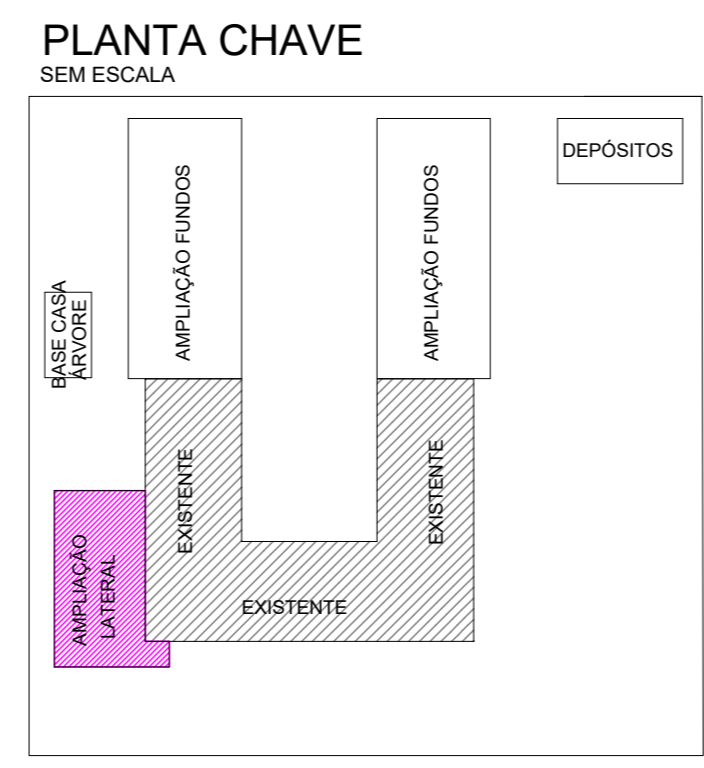 PLANTA CHAVE
SEM ESCALA
DEPÓSITOS
AMPLIAÇÃO FUNDOS
AMPLIAÇÃO FUNDOS
BASE CASA
ÁRVORE
EXISTENTE
EXISTENTE
AMPLIAÇÃO
LATERAL
EXISTENTE